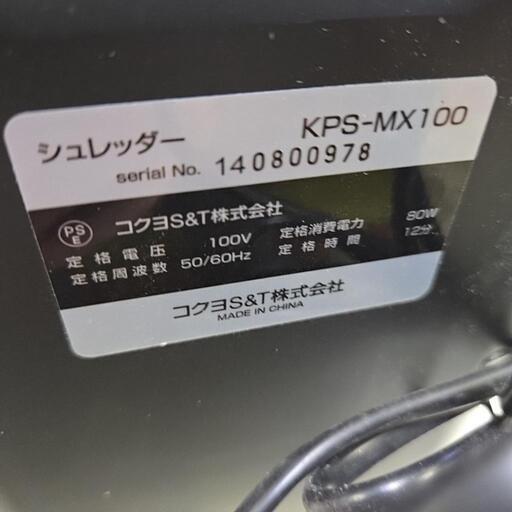 シュレッダー KPS-MX100
serial No. 140800978
PSE コクヨS&T株式会社
定格電圧 100V 定格消費電力 80W
定格周波数 50/60Hz 定格時間 12分
コクヨS&T株式会社
MADE IN CHINA